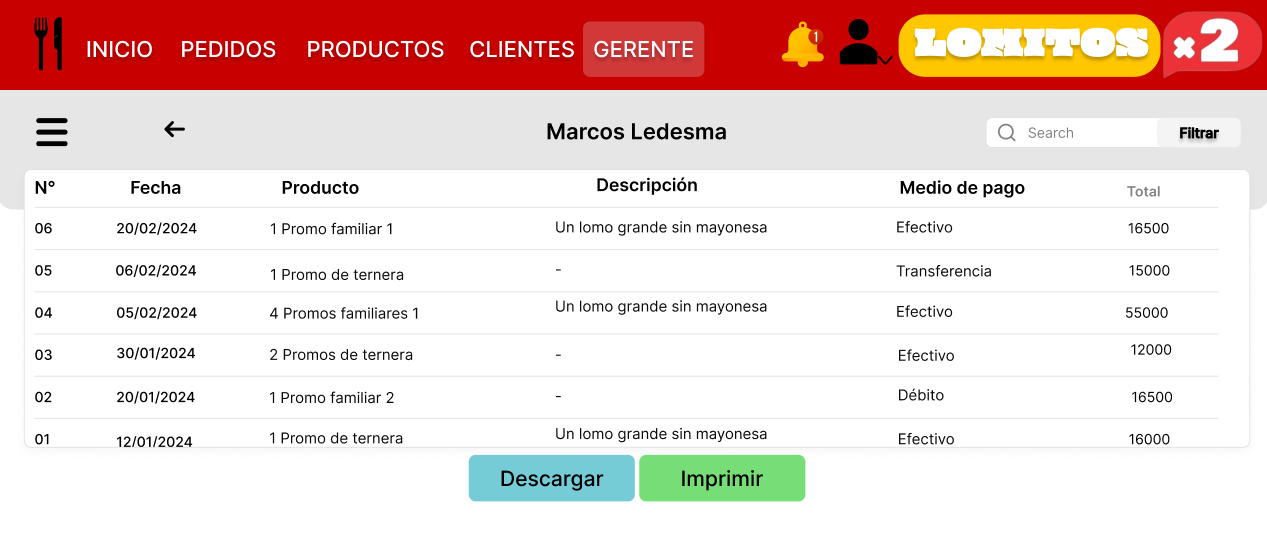 INICIO PEDIDOS PRODUCTOS CLIENTES GERENTE 1 LOMITOS x2
Marcos Ledesma Search Filtrar
N° Fecha Producto Descripción Medio de pago Total
06 20/02/2024 1 Promo familiar 1 Un lomo grande sin mayonesa Efectivo 16500
05 06/02/2024 1 Promo de ternera - Transferencia 15000
04 05/02/2024 4 Promos familiares 1 Un lomo grande sin mayonesa Efectivo 55000
03 30/01/2024 2 Promos de ternera - Efectivo 12000
02 20/01/2024 1 Promo familiar 2 - Débito 16500
01 12/01/2024 1 Promo de ternera Un lomo grande sin mayonesa Efectivo 16000
Descargar Imprimir